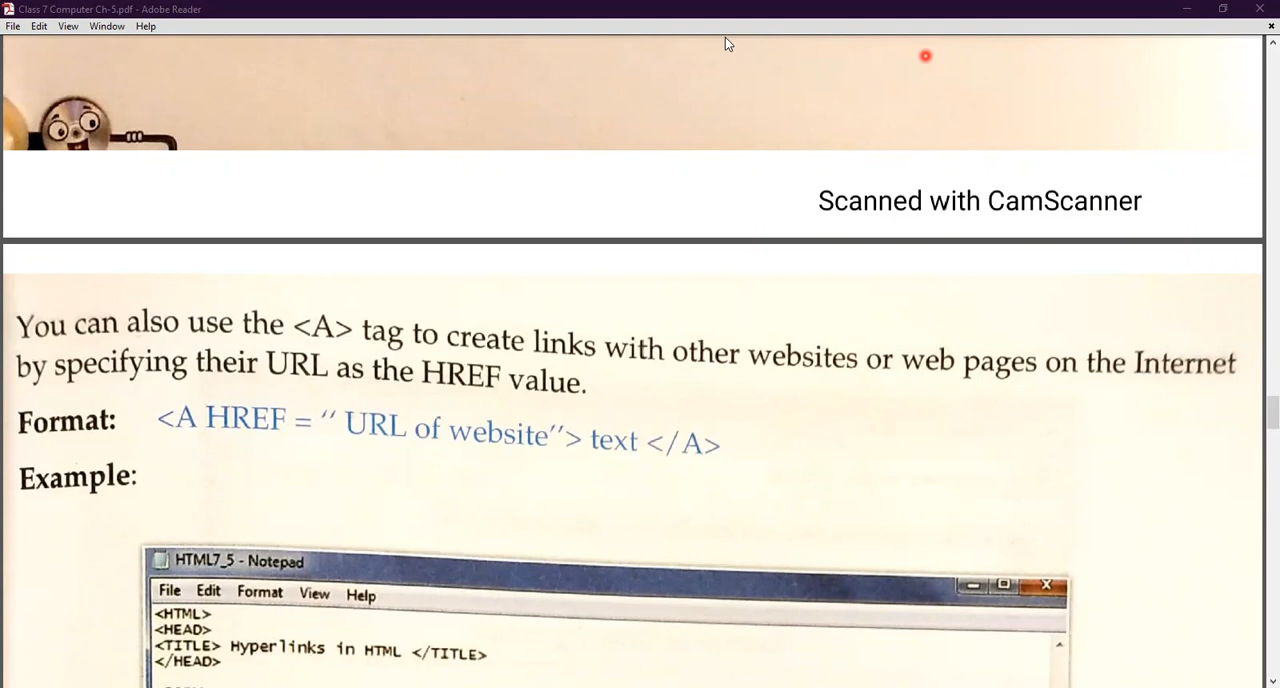 Class 7 Computer Ch-5.pdf - Adobe Reader
File Edit View Window Help
Scanned with CamScanner
You can also use the <A> tag to create links with other websites or web pages on the Internet
by specifying their URL as the HREF value.
Format: <A HREF = “ URL of website”> text </A>
Example:
HTML7_5 - Notepad
File Edit Format View Help
<HTML>
<HEAD>
<TITLE> Hyperlinks in HTML </TITLE>
</HEAD>